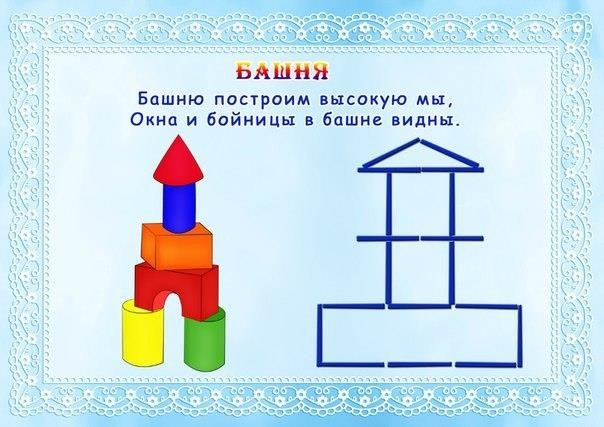 БАШНЯ
Башню построим высокую мы,
Окна и бойницы в башне видны.